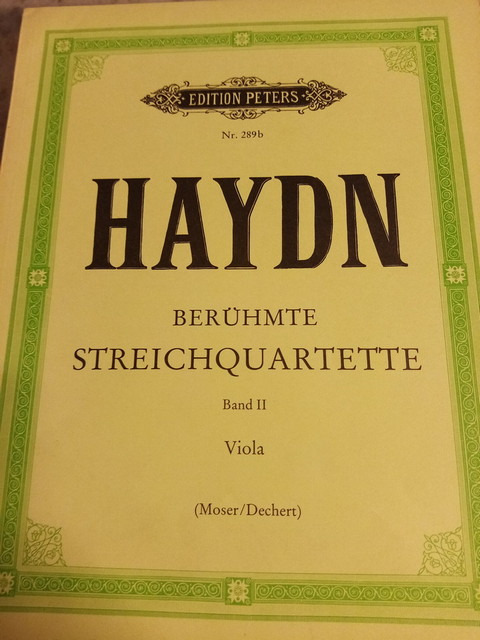 EDITION PETERS
Nr. 289b
HAYDN
BERÜHMTE
STREICHQUARTETTE
Band II
Viola
(Moser/Dechert)